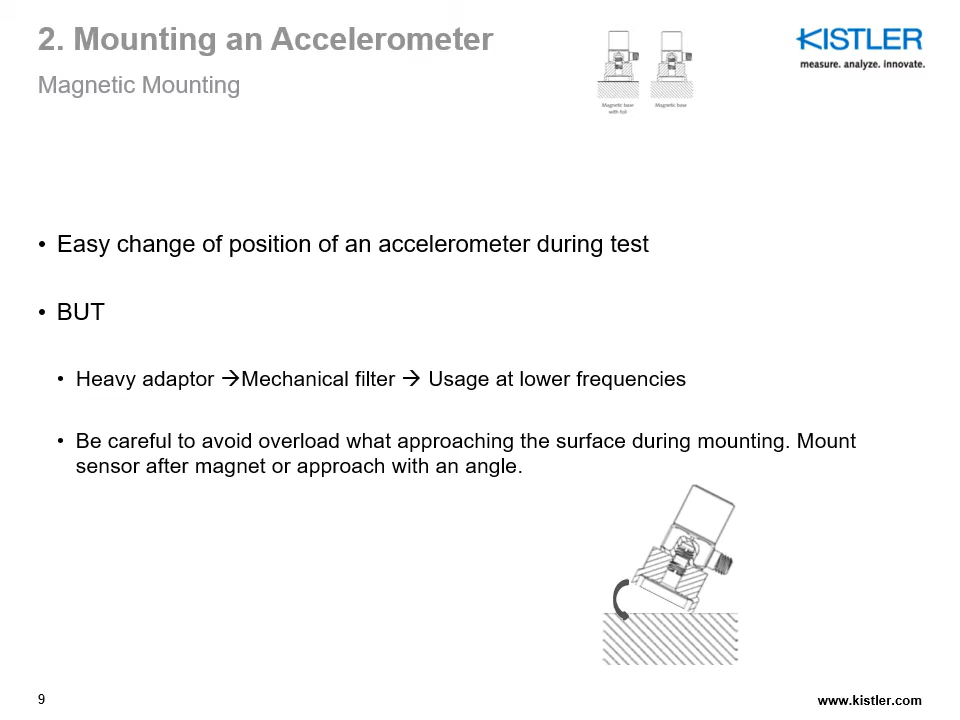 2. Mounting an Accelerometer
Magnetic Mounting
KISTLER
measure. analyze. innovate.
Magnetic base
with foil
Magnetic base
• Easy change of position of an accelerometer during test
• BUT
• Heavy adaptor →Mechanical filter → Usage at lower frequencies
• Be careful to avoid overload what approaching the surface during mounting. Mount
sensor after magnet or approach with an angle.
9
www.kistler.com